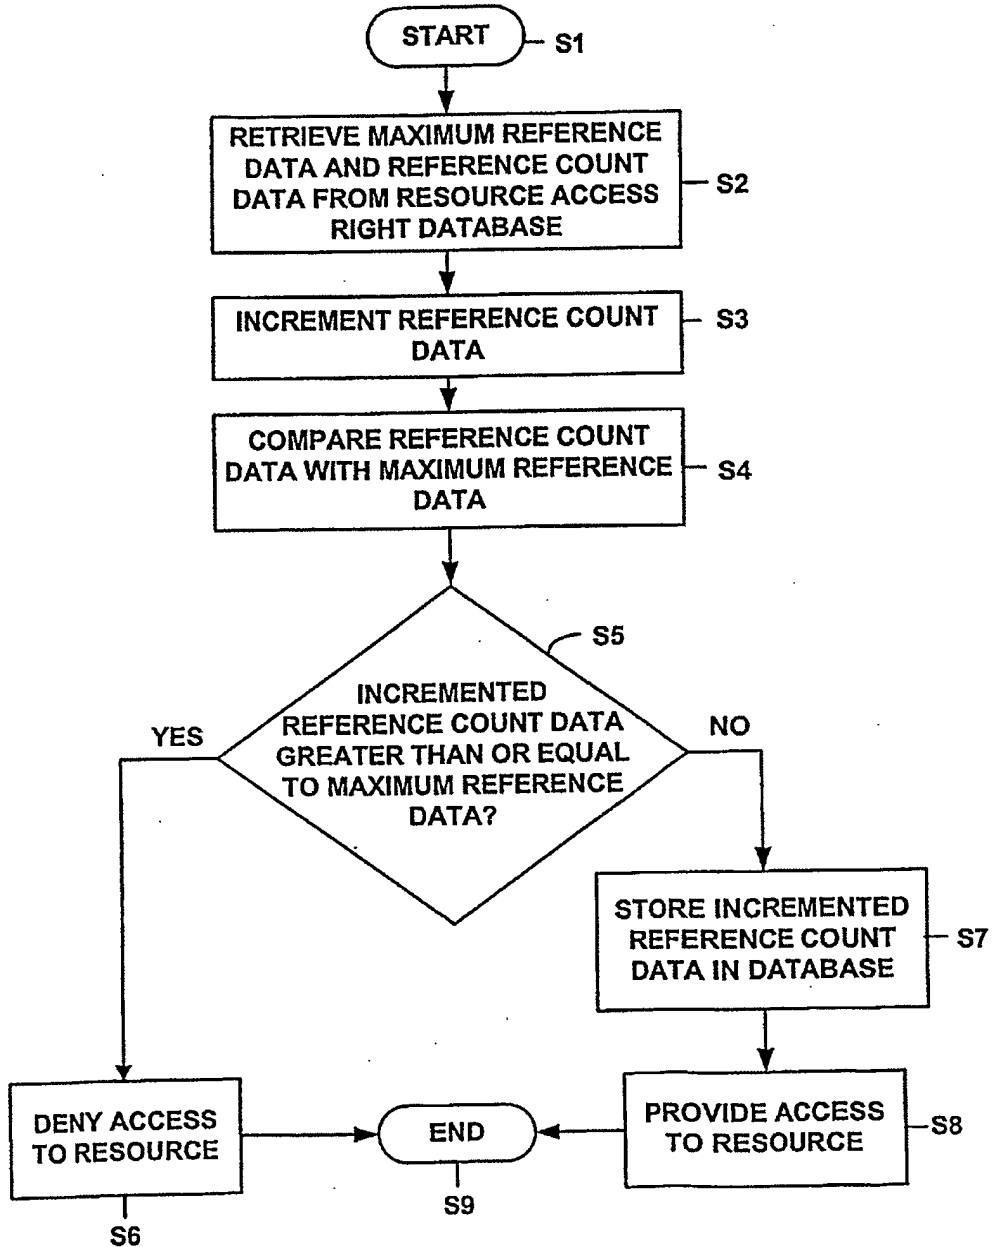 START
S1
RETRIEVE MAXIMUM REFERENCE
DATA AND REFERENCE COUNT
DATA FROM RESOURCE ACCESS
RIGHT DATABASE
S2
INCREMENT REFERENCE COUNT
DATA
S3
COMPARE REFERENCE COUNT
DATA WITH MAXIMUM REFERENCE
DATA
S4
S5
INCREMENTED
REFERENCE COUNT DATA
GREATER THAN OR EQUAL
TO MAXIMUM REFERENCE
DATA?
YES
NO
STORE INCREMENTED
REFERENCE COUNT
DATA IN DATABASE
S7
DENY ACCESS
TO RESOURCE
S6
END
S9
PROVIDE ACCESS
TO RESOURCE
S8